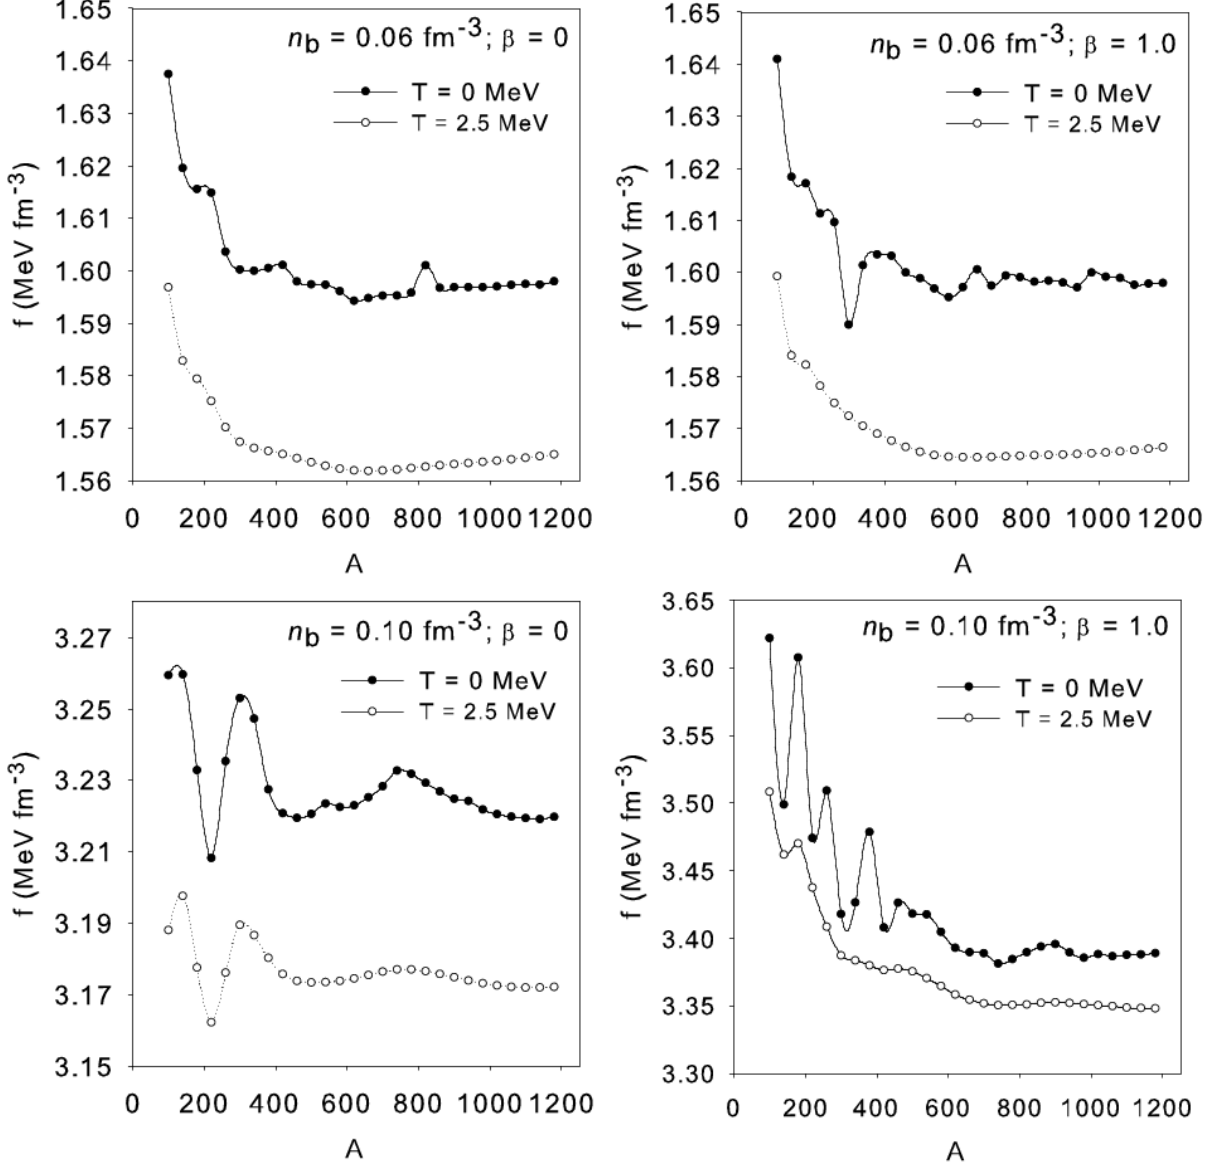 n_b = 0.06 fm⁻³; β = 0
T = 0 MeV
T = 2.5 MeV
f (MeV fm⁻³)
1.65
1.64
1.63
1.62
1.61
1.60
1.59
1.58
1.57
1.56
0 200 400 600 800 1000 1200
A
n_b = 0.06 fm⁻³; β = 1.0
T = 0 MeV
T = 2.5 MeV
f (MeV fm⁻³)
1.65
1.64
1.63
1.62
1.61
1.60
1.59
1.58
1.57
1.56
0 200 400 600 800 1000 1200
A
n_b = 0.10 fm⁻³; β = 0
T = 0 MeV
T = 2.5 MeV
f (MeV fm⁻³)
3.27
3.25
3.23
3.21
3.19
3.17
3.15
0 200 400 600 800 1000 1200
A
n_b = 0.10 fm⁻³; β = 1.0
T = 0 MeV
T = 2.5 MeV
f (MeV fm⁻³)
3.65
3.60
3.55
3.50
3.45
3.40
3.35
3.30
0 200 400 600 800 1000 1200
A